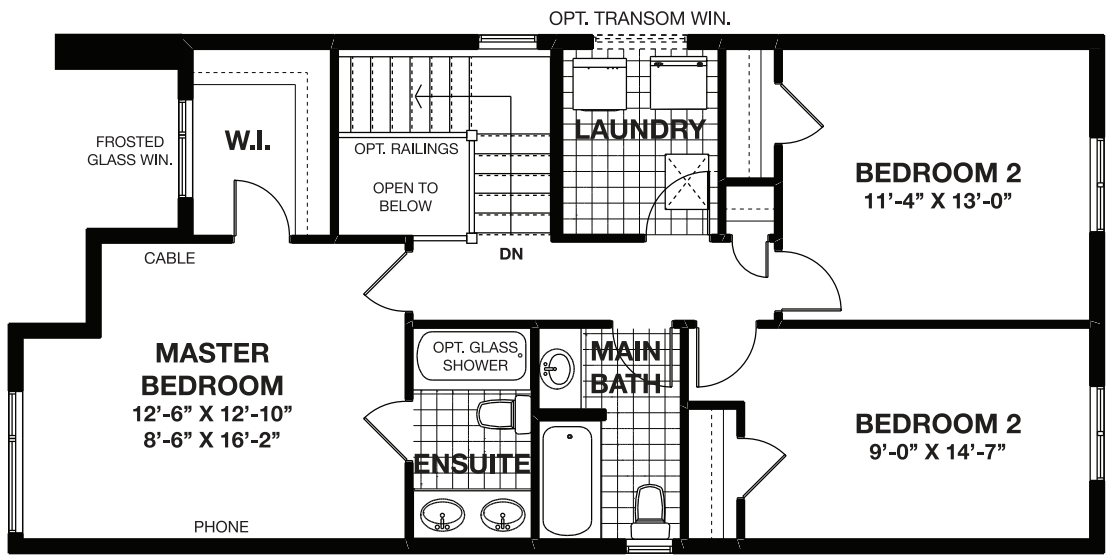 OPT. TRANSOM WIN.
FROSTED
GLASS WIN.
W.I.
OPT. RAILINGS
OPEN TO
BELOW
LAUNDRY
BEDROOM 2
11’-4” X 13’-0”
CABLE
DN
MASTER
BEDROOM
12’-6” X 12’-10”
8’-6” X 16’-2”
OPT. GLASS
SHOWER
MAIN
BATH
BEDROOM 2
9’-0” X 14’-7”
ENSUITE
PHONE